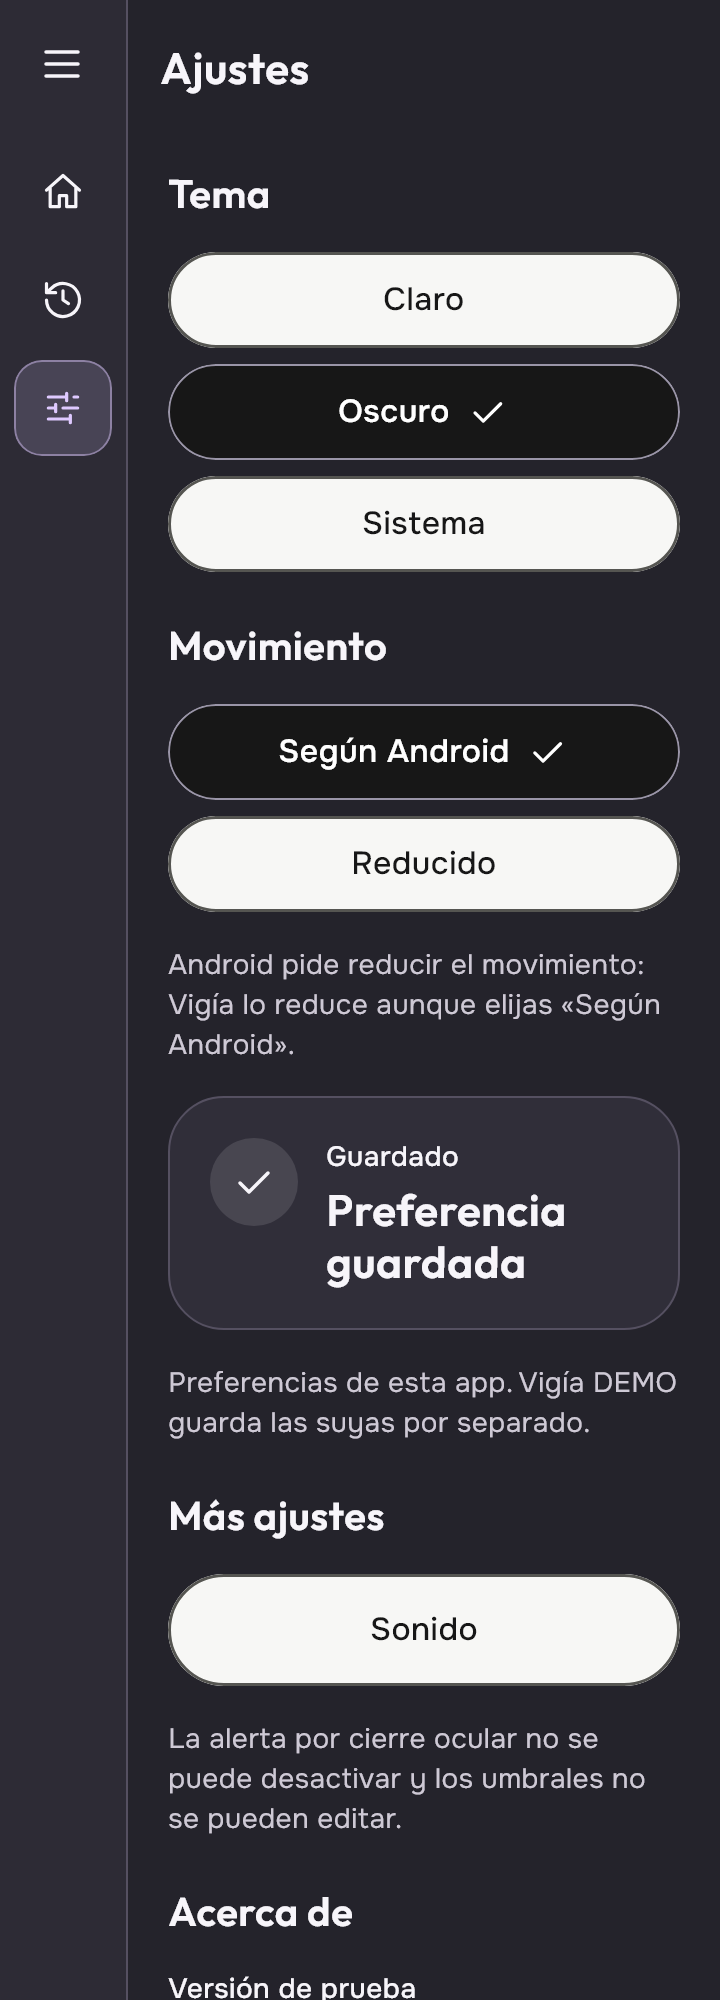 Ajustes
Tema
Claro
Oscuro
Sistema
Movimiento
Según Android
Reducido
Android pide reducir el movimiento:
Vigía lo reduce aunque elijas «Según
Android».
Guardado
Preferencia
guardada
Preferencias de esta app. Vigía DEMO
guarda las suyas por separado.
Más ajustes
Sonido
La alerta por cierre ocular no se
puede desactivar y los umbrales no
se pueden editar.
Acerca de
Versión de prueba